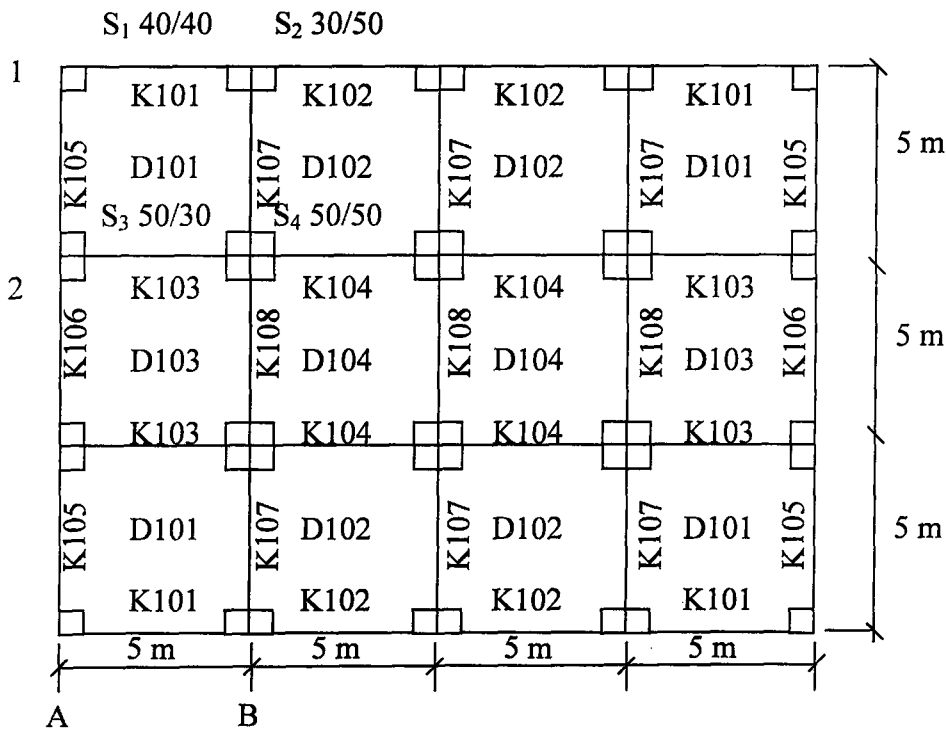 S₁ 40/40 S₂ 30/50
1
K101 K102 K102 K101
5 m
K105 D101 K107 D102 K107 D102 K107 D101 K105
S₃ 50/30 S₄ 50/50
2
K103 K104 K104 K103
5 m
K106 D103 K108 D104 K108 D104 K108 D103 K106
K103 K104 K104 K103
K105 D101 K107 D102 K107 D102 K107 D101 K105
5 m
K101 K102 K102 K101
5 m 5 m 5 m 5 m
A B